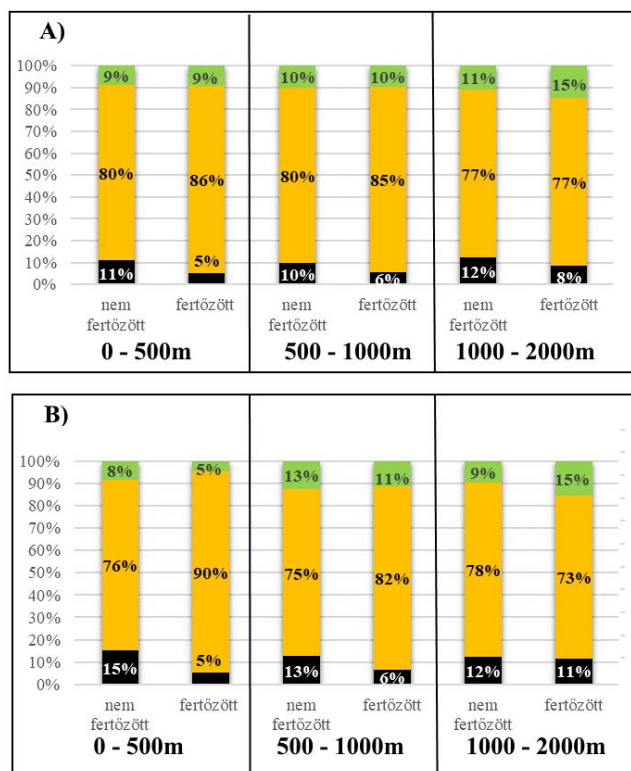 A)
100%
90%
80%
70%
60%
50%
40%
30%
20%
10%
0%
9% 9% 10% 10% 11% 15%
80% 86% 80% 85% 77% 77%
11% 5% 10% 6% 12% 8%
nem fertőzött fertőzött nem fertőzött fertőzött nem fertőzött fertőzött
0 - 500m 500 - 1000m 1000 - 2000m
B)
100%
90%
80%
70%
60%
50%
40%
30%
20%
10%
0%
8% 5% 13% 11% 9% 15%
76% 90% 75% 82% 78% 73%
15% 5% 13% 6% 12% 11%
nem fertőzött fertőzött nem fertőzött fertőzött nem fertőzött fertőzött
0 - 500m 500 - 1000m 1000 - 2000m